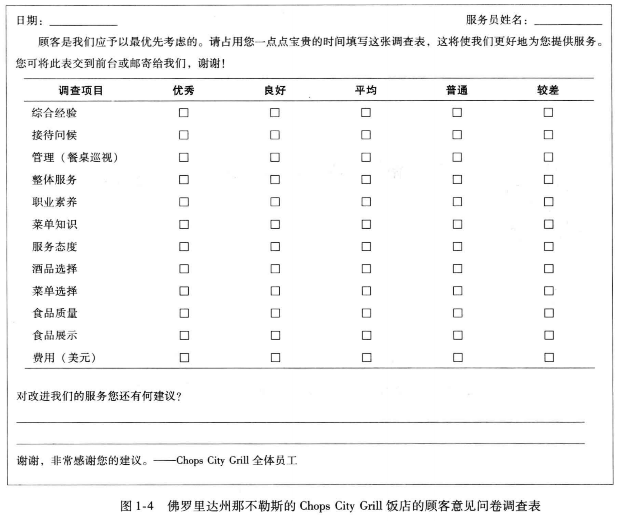 日期：__________ 服务员姓名：__________
顾客是我们应予以最优先考虑的。请占用您一点点宝贵的时间填写这张调查表，这将使我们更好地为您提供服务。
您可将此表交到前台或邮寄给我们，谢谢！
调查项目 优秀 良好 平均 普通 较差
综合经验 □ □ □ □ □
接待问候 □ □ □ □ □
管理（餐桌巡视） □ □ □ □ □
整体服务 □ □ □ □ □
职业素养 □ □ □ □ □
菜单知识 □ □ □ □ □
服务态度 □ □ □ □ □
酒品选择 □ □ □ □ □
菜单选择 □ □ □ □ □
食品质量 □ □ □ □ □
食品展示 □ □ □ □ □
费用（美元） □ □ □ □ □
对改进我们的服务您还有何建议？
谢谢，非常感谢您的建议。——Chops City Grill 全体员工
图 1-4 佛罗里达州那不勒斯的 Chops City Grill 饭店的顾客意见问卷调查表